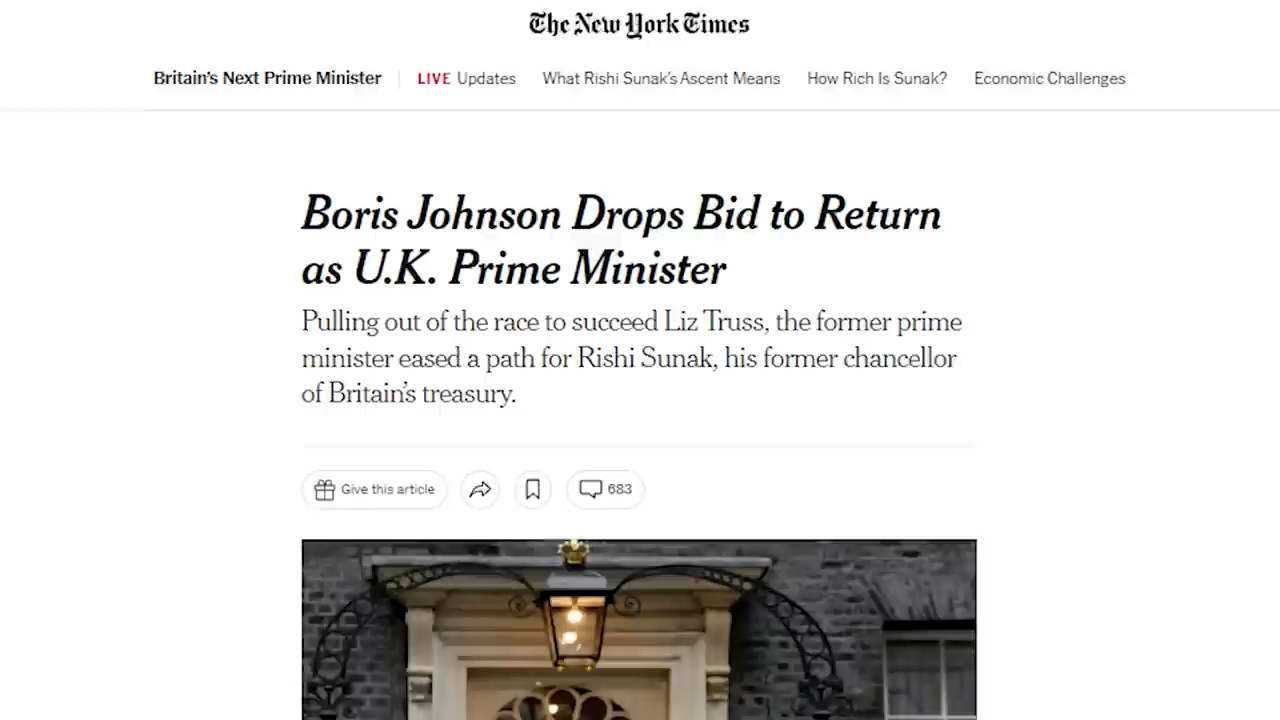 The New York Times
Britain's Next Prime Minister LIVE Updates What Rishi Sunak's Ascent Means How Rich Is Sunak? Economic Challenges
Boris Johnson Drops Bid to Return
as U.K. Prime Minister
Pulling out of the race to succeed Liz Truss, the former prime
minister eased a path for Rishi Sunak, his former chancellor
of Britain's treasury.
Give this article 683